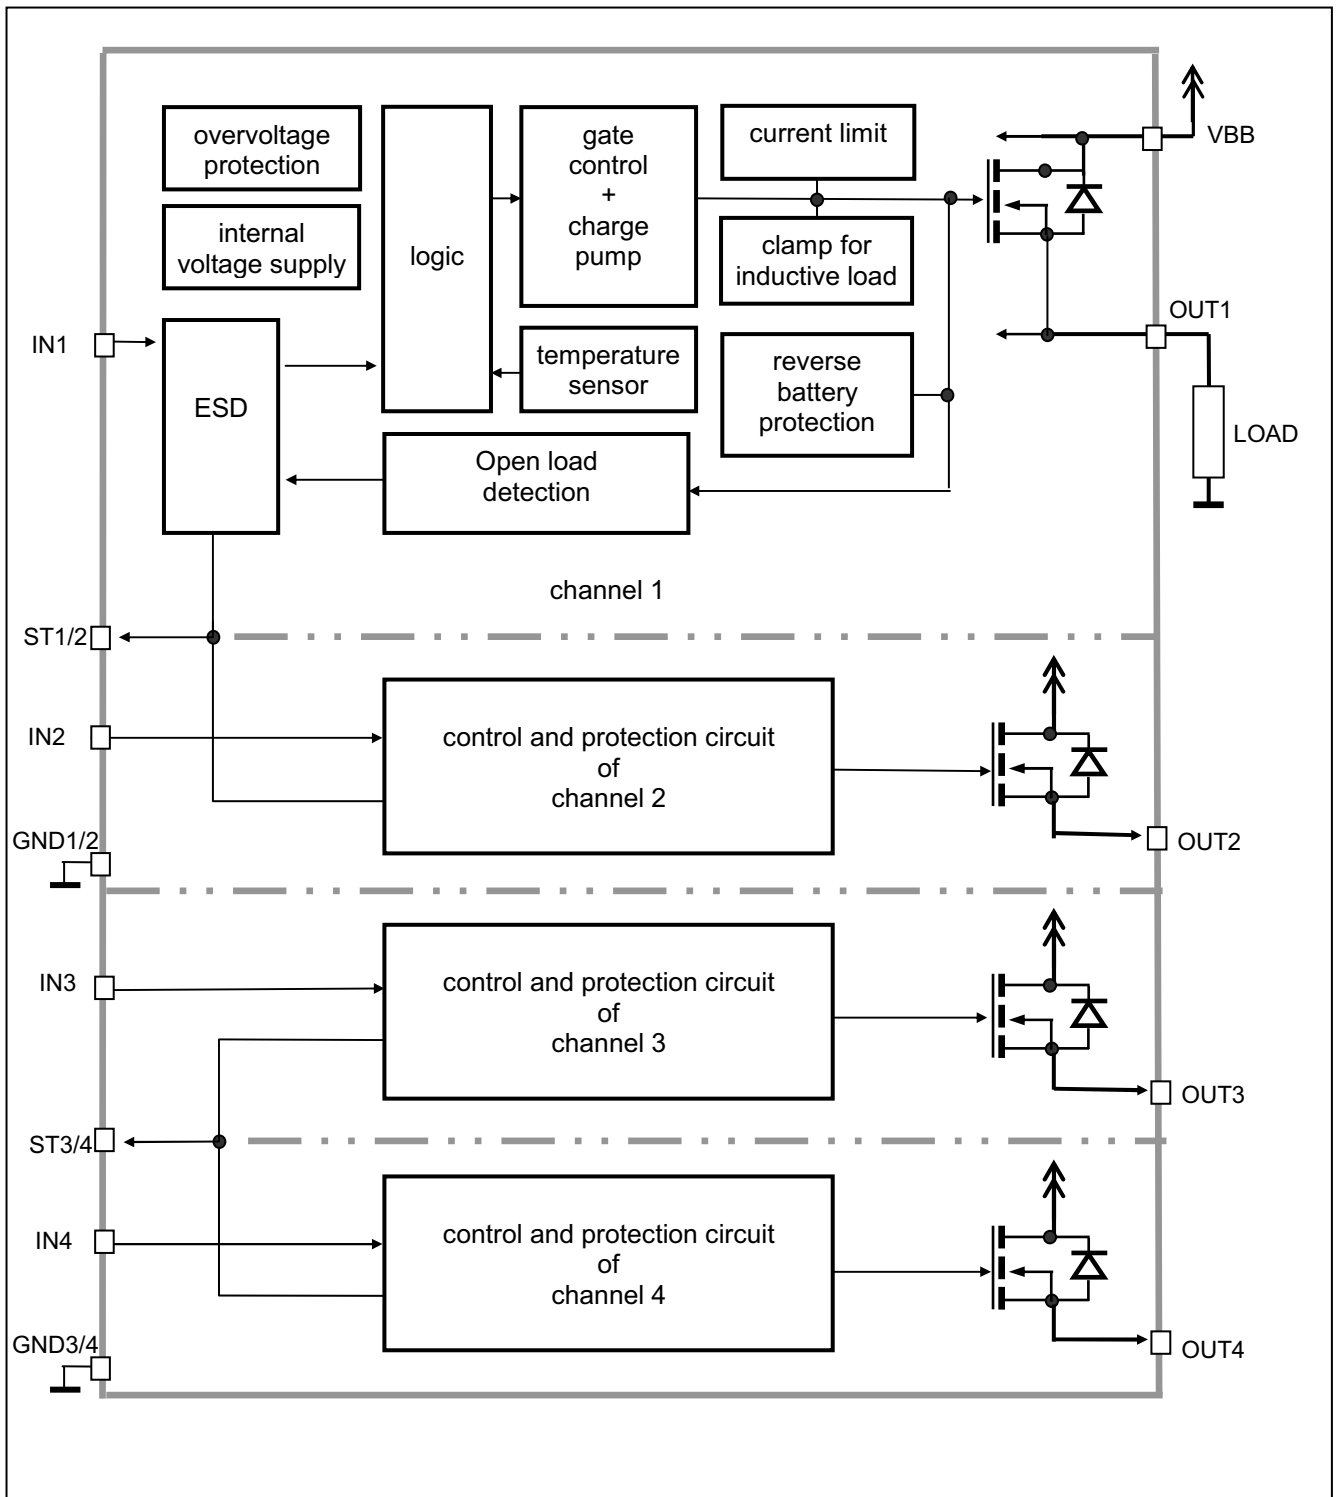 overvoltage
protection
internal
voltage supply
logic
gate
control
+
charge
pump
current limit
clamp for
inductive load
VBB
IN1
ESD
temperature
sensor
reverse
battery
protection
OUT1
LOAD
Open load
detection
channel 1
ST1/2
IN2
control and protection circuit
of
channel 2
GND1/2
OUT2
IN3
control and protection circuit
of
channel 3
OUT3
ST3/4
IN4
control and protection circuit
of
channel 4
GND3/4
OUT4